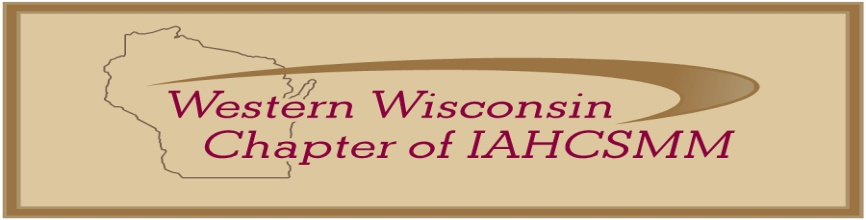 Western Wisconsin
Chapter of IAHCSMM